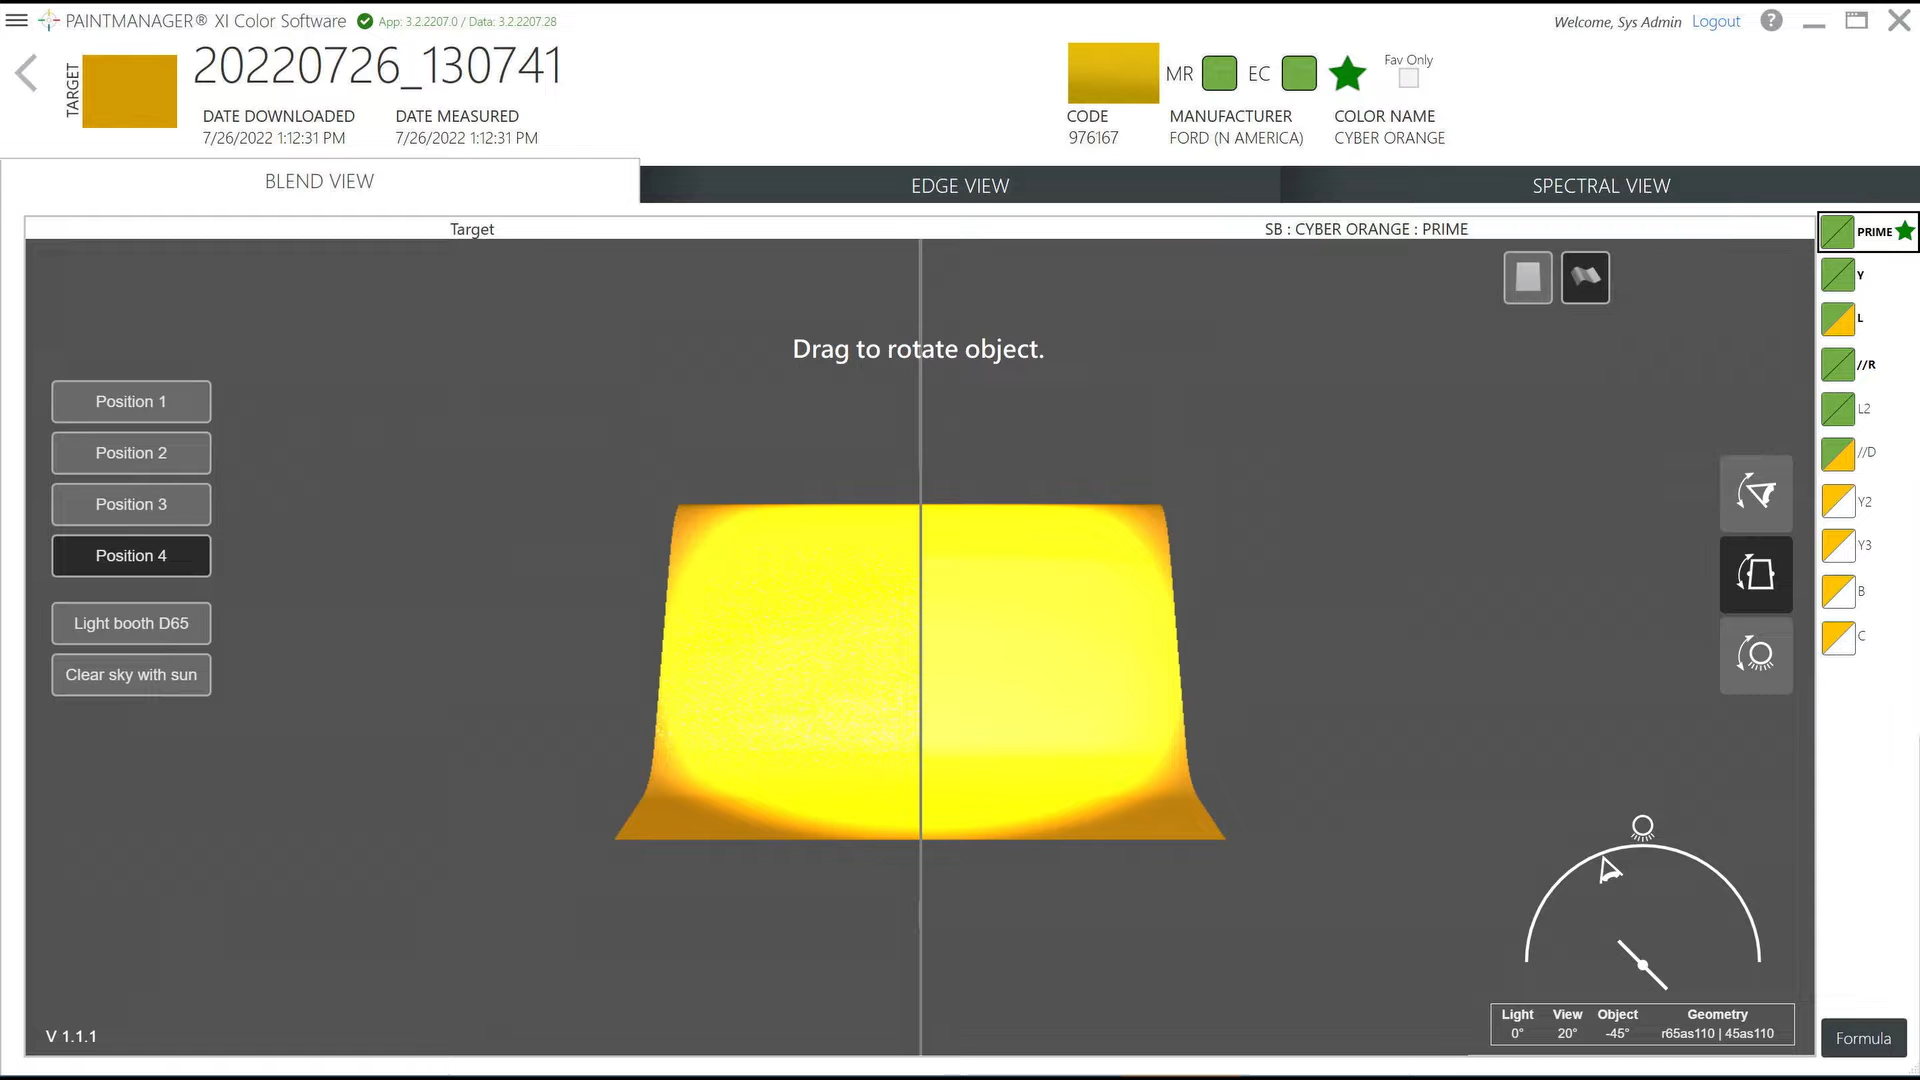 PAINTMANAGER® XI Color Software
App: 3.2.2207.0 / Data: 3.2.2207.28
Welcome, Sys Admin
Logout
?
TARGET
20220726_130741
DATE DOWNLOADED
7/26/2022 1:12:31 PM
DATE MEASURED
7/26/2022 1:12:31 PM
MR
EC
Fav Only
CODE
976167
MANUFACTURER
FORD (N AMERICA)
COLOR NAME
CYBER ORANGE
BLEND VIEW
EDGE VIEW
SPECTRAL VIEW
Target
SB : CYBER ORANGE : PRIME
Drag to rotate object.
Position 1
Position 2
Position 3
Position 4
Light booth D65
Clear sky with sun
PRIME
Y
L
//R
L2
//D
Y2
Y3
B
C
Light View Object Geometry
0° 20° -45° r65as110 | 45as110
V 1.1.1
Formula